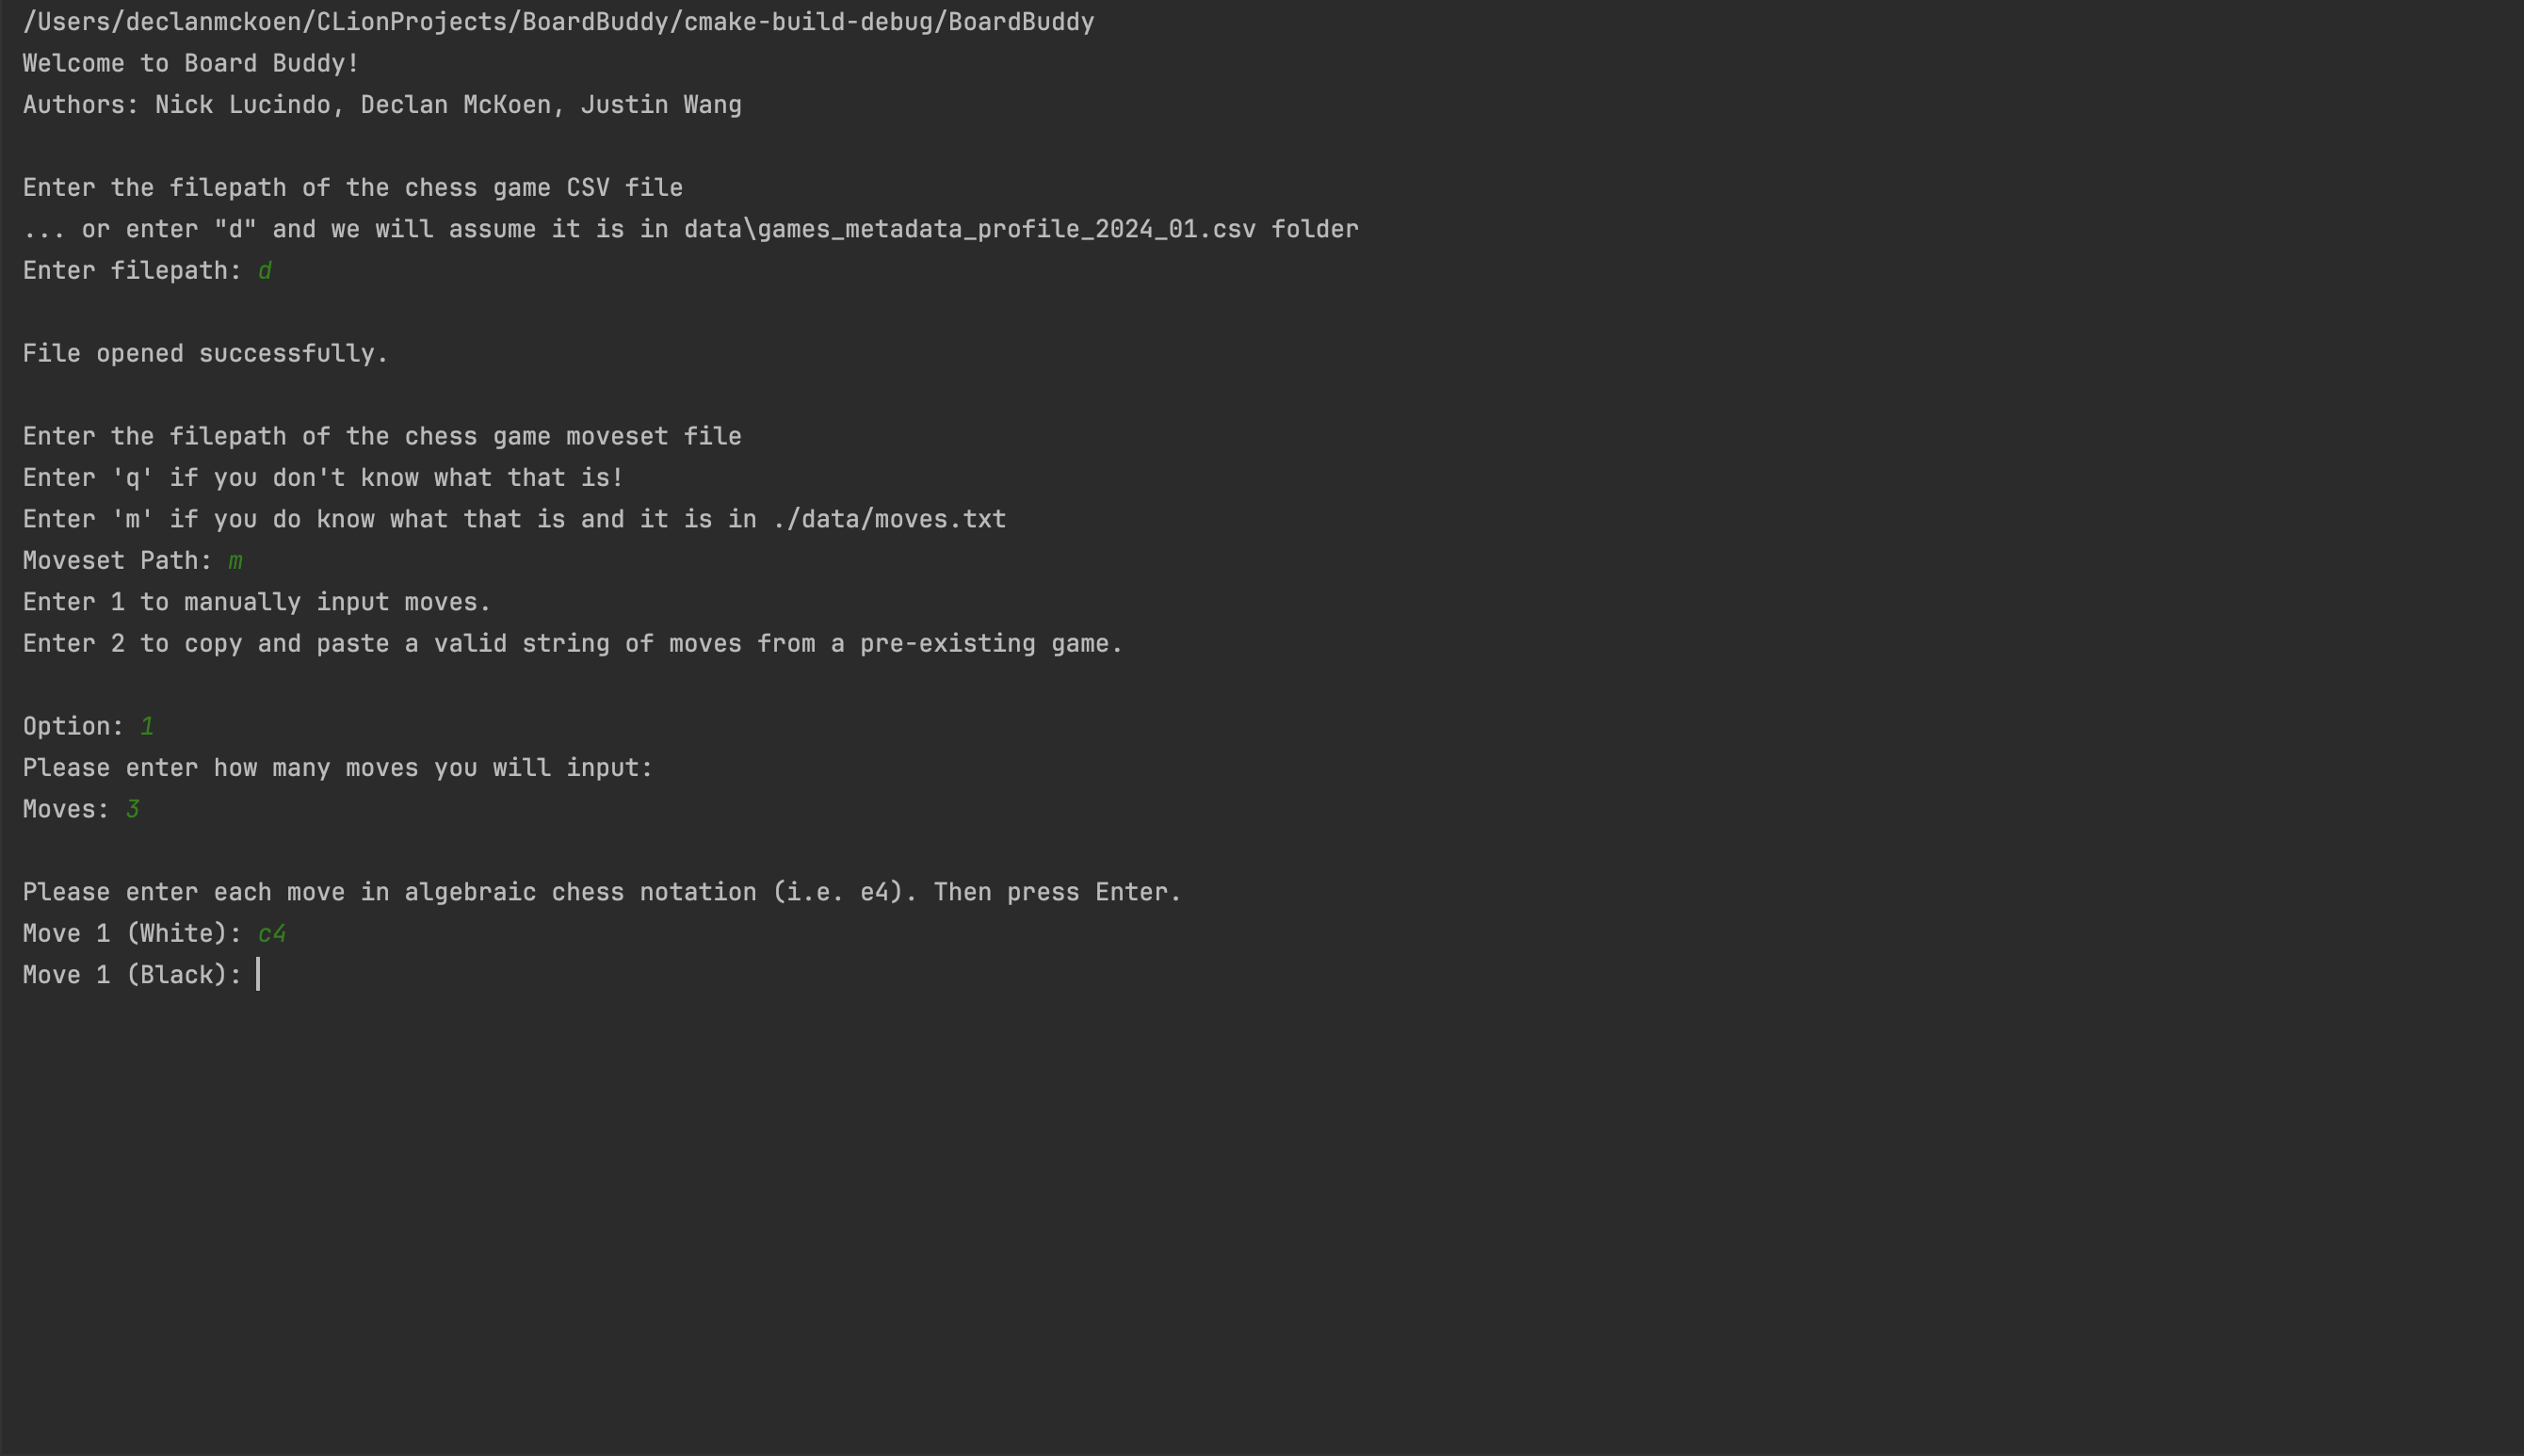 /Users/declanmckoen/CLionProjects/BoardBuddy/cmake-build-debug/BoardBuddy
Welcome to Board Buddy!
Authors: Nick Lucindo, Declan McKoen, Justin Wang
Enter the filepath of the chess game CSV file
... or enter "d" and we will assume it is in data\games_metadata_profile_2024_01.csv folder
Enter filepath: d
File opened successfully.
Enter the filepath of the chess game moveset file
Enter 'q' if you don't know what that is!
Enter 'm' if you do know what that is and it is in ./data/moves.txt
Moveset Path: m
Enter 1 to manually input moves.
Enter 2 to copy and paste a valid string of moves from a pre-existing game.
Option: 1
Please enter how many moves you will input:
Moves: 3
Please enter each move in algebraic chess notation (i.e. e4). Then press Enter.
Move 1 (White): c4
Move 1 (Black):